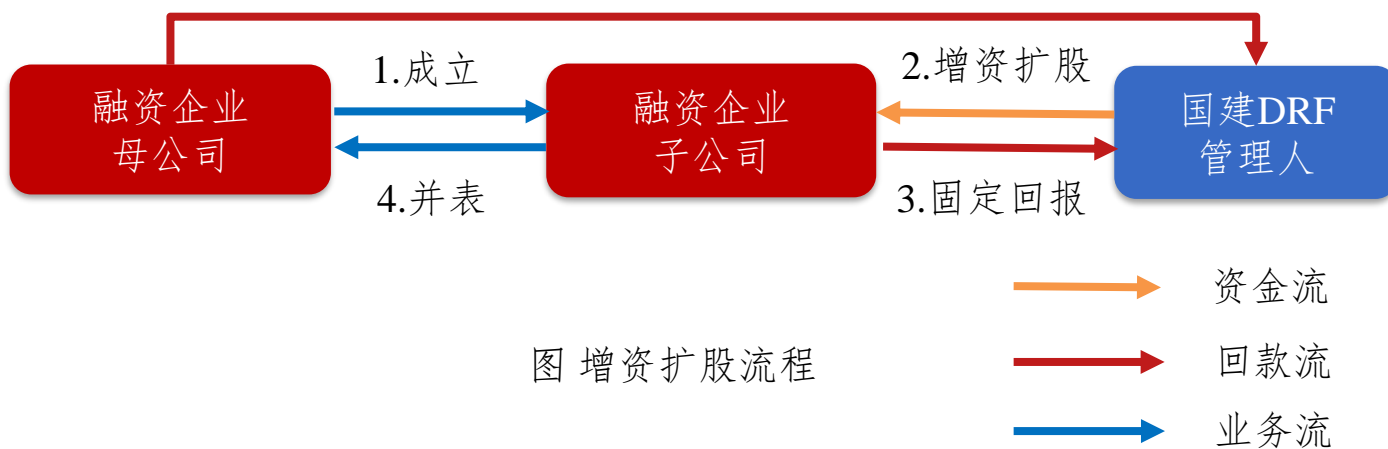 1.成立
2.增资扩股
融资企业
母公司
融资企业
子公司
国建DRF
管理人
4.并表
3.固定回报
资金流
图 增资扩股流程
回款流
业务流